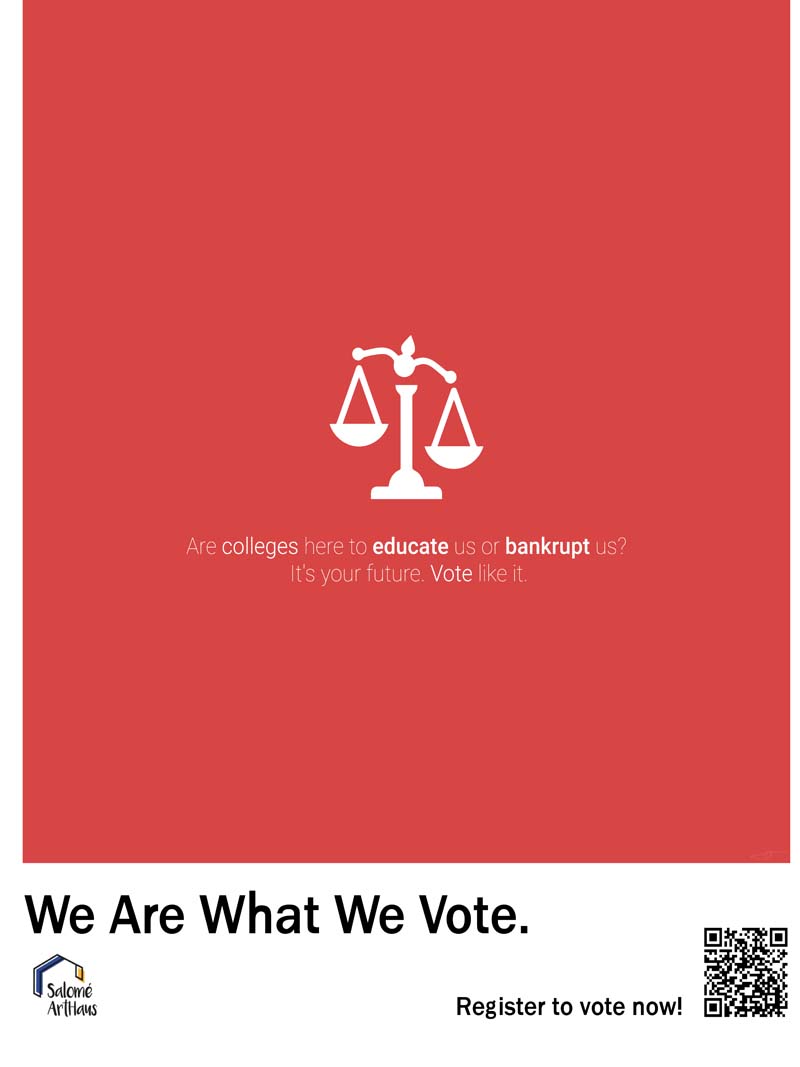 Are colleges here to educate us or bankrupt us?
It's your future. Vote like it.
We Are What We Vote.
Salomé
ArtHaus
Register to vote now!